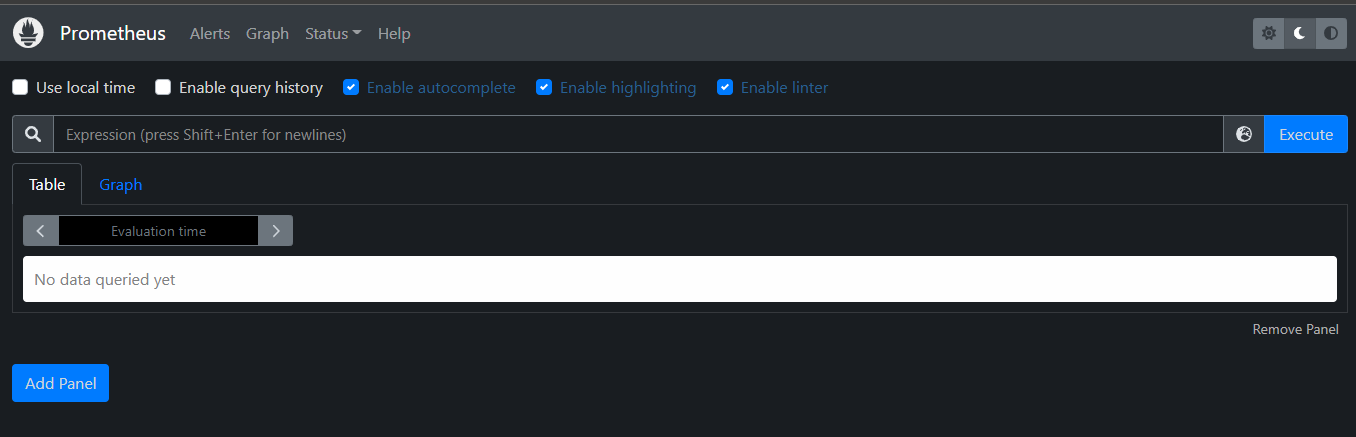 Prometheus Alerts Graph Status Help
Use local time Enable query history Enable autocomplete Enable highlighting Enable linter
Expression (press Shift+Enter for newlines) Execute
Table Graph
Evaluation time
No data queried yet
Remove Panel
Add Panel